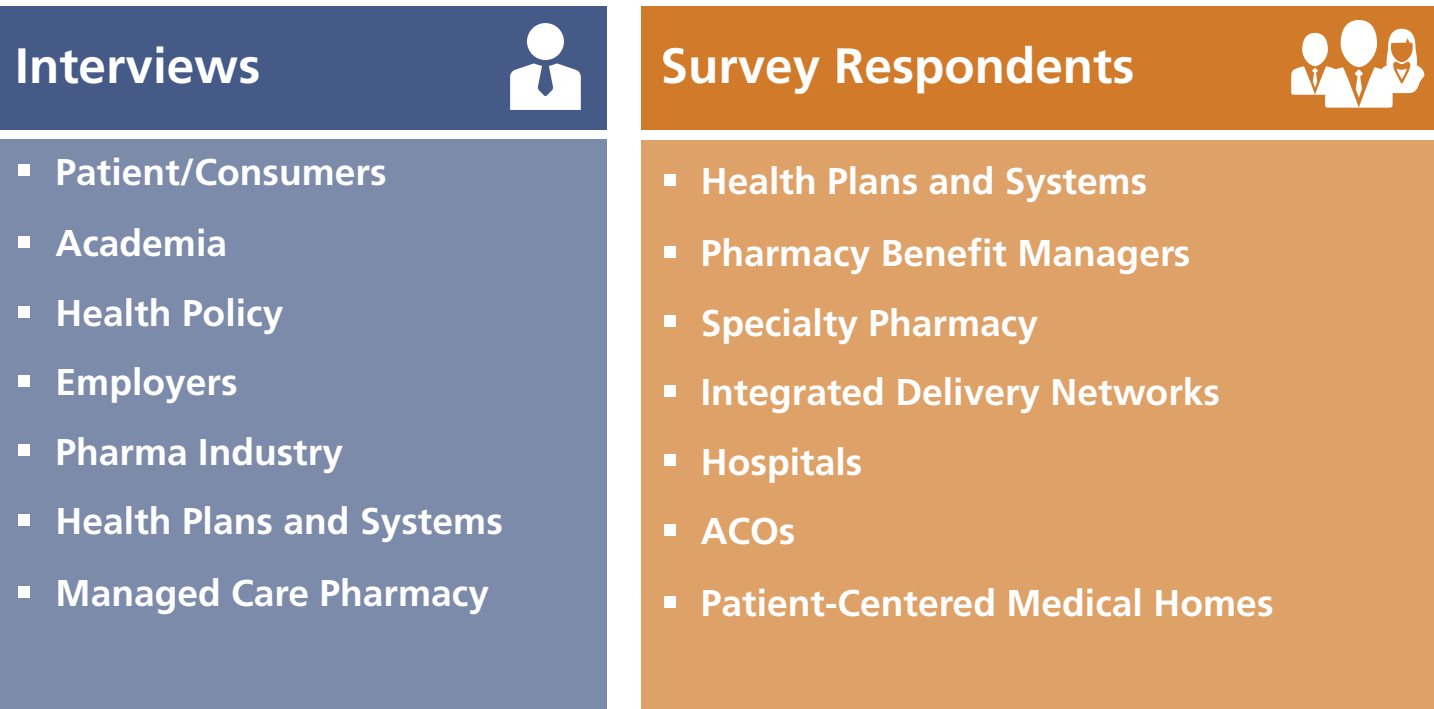 Interviews
▪ Patient/Consumers
▪ Academia
▪ Health Policy
▪ Employers
▪ Pharma Industry
▪ Health Plans and Systems
▪ Managed Care Pharmacy
Survey Respondents
▪ Health Plans and Systems
▪ Pharmacy Benefit Managers
▪ Specialty Pharmacy
▪ Integrated Delivery Networks
▪ Hospitals
▪ ACOs
▪ Patient-Centered Medical Homes